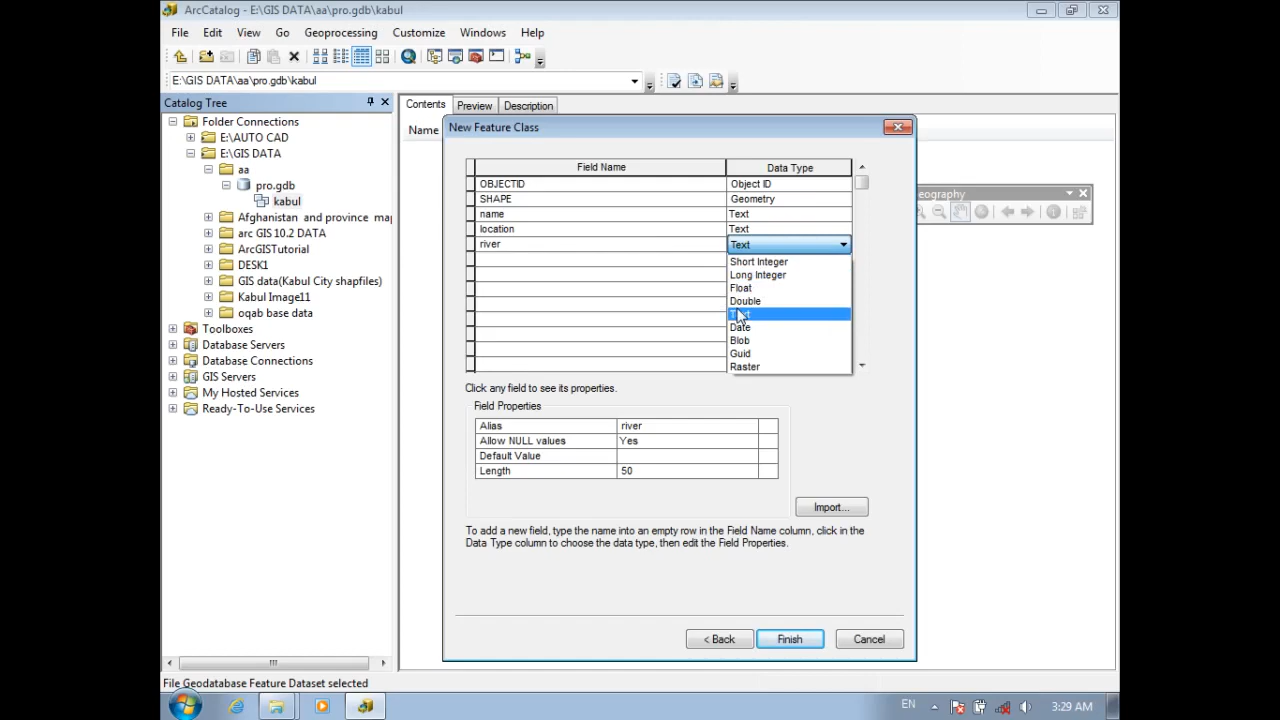 ArcCatalog - E:\GIS DATA\aa\pro.gdb\kabul
File Edit View Go Geoprocessing Customize Windows Help
E:\GIS DATA\aa\pro.gdb\kabul
Catalog Tree
Folder Connections
E:\AUTO CAD
E:\GIS DATA
aa
pro.gdb
kabul
Afghanistan and province map
arc GIS 10.2 DATA
ArcGISTutorial
DESK1
GIS data(Kabul City shapfiles)
Kabul Image11
oqab base data
Toolboxes
Database Servers
Database Connections
GIS Servers
My Hosted Services
Ready-To-Use Services
Contents Preview Description
Name
New Feature Class
Field Name Data Type
OBJECTID Object ID
SHAPE Geometry
name Text
location Text
river Text
Short Integer
Long Integer
Float
Double
Date
Blob
Guid
Raster
Click any field to see its properties.
Field Properties
Alias river
Allow NULL values Yes
Default Value
Length 50
Import...
To add a new field, type the name into an empty row in the Field Name column, click in the
Data Type column to choose the data type, then edit the Field Properties.
< Back Finish Cancel
File Geodatabase Feature Dataset selected
EN 3:29 AM